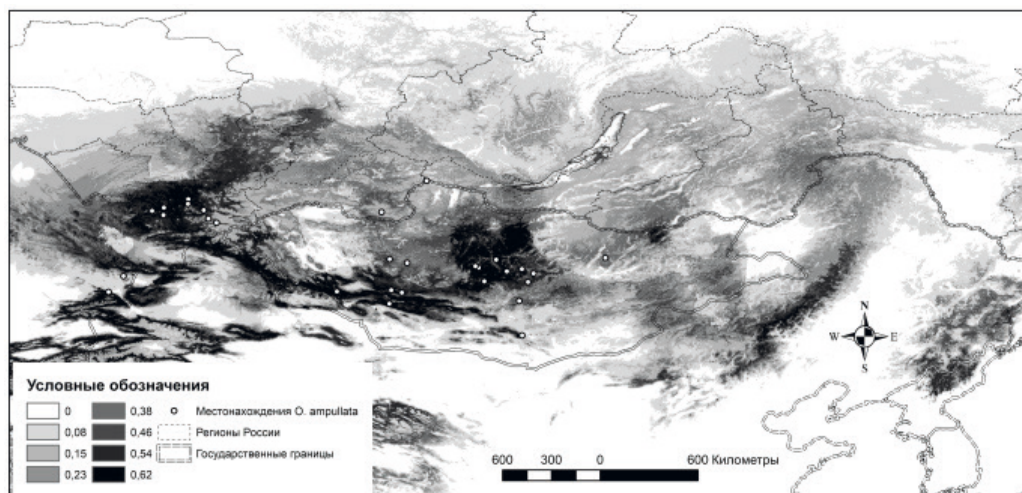 N
W E
S
Условные обозначения
0 0,38 Местонахождения O. ampullata
0,08 0,46 Регионы России
0,15 0,54 Государственные границы
0,23 0,62
600 300 0 600 Километры